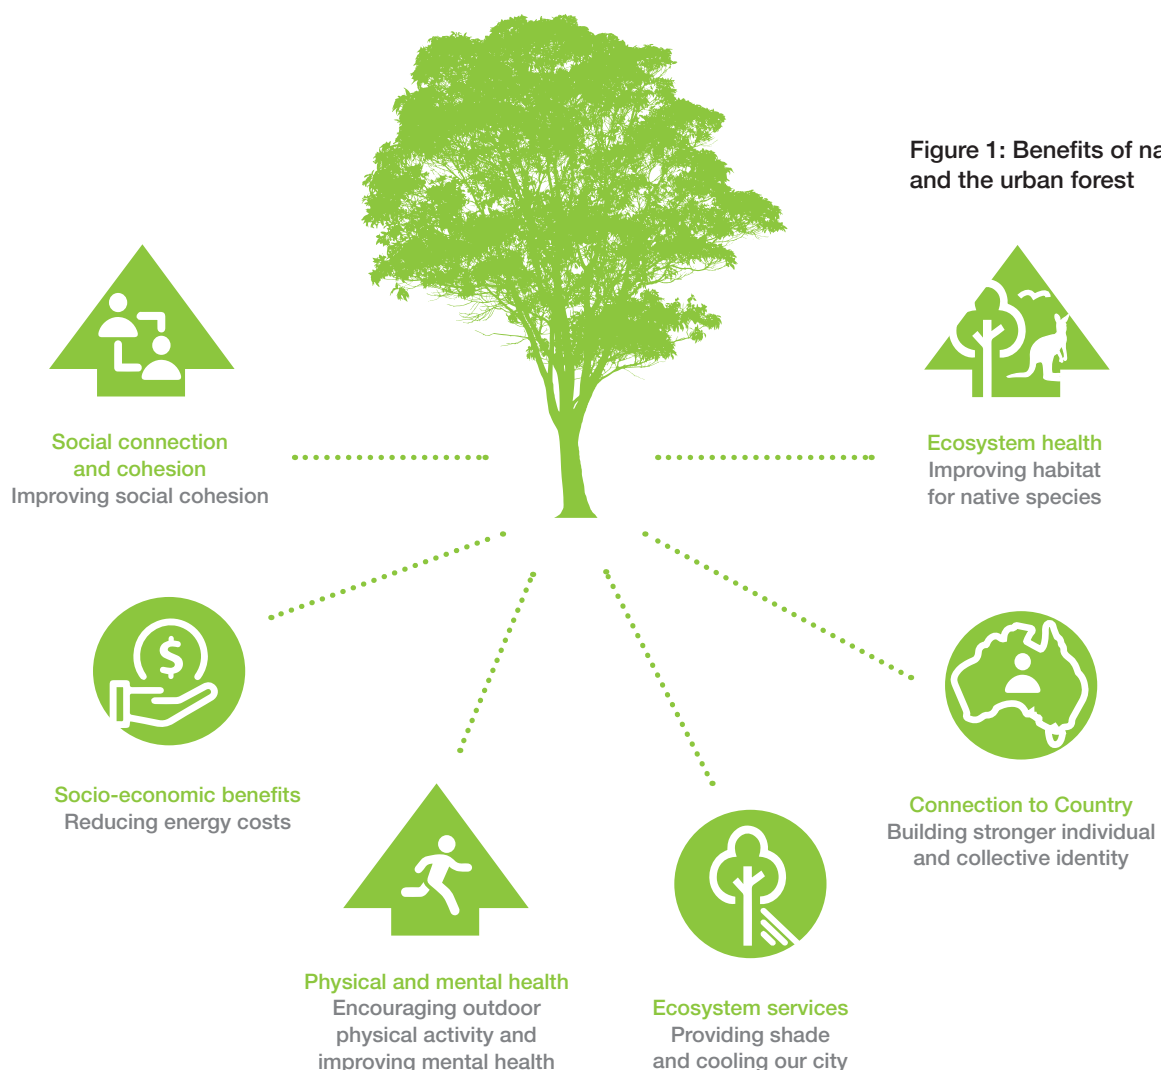 Figure 1: Benefits of
and the urban forest
Social connection
and cohesion
Improving social cohesion
Ecosystem health
Improving habitat
for native species
Socio-economic benefits
Reducing energy costs
$
Connection to Country
Building stronger individual
and collective identity
Physical and mental health
Encouraging outdoor
physical activity and
improving mental health
Ecosystem services
Providing shade
and cooling our city